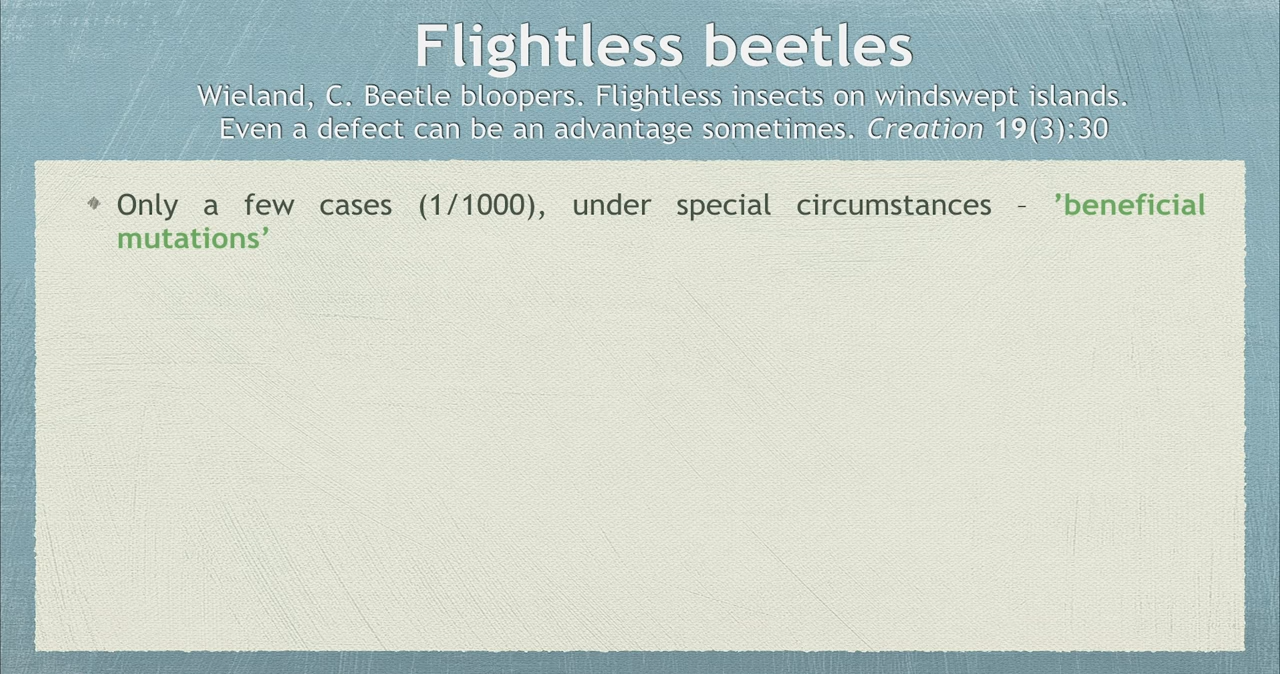 Flightless beetles
Wieland, C. Beetle bloopers. Flightless insects on windswept islands.
Even a defect can be an advantage sometimes. Creation 19(3):30
Only a few cases (1/1000), under special circumstances – ’beneficial
mutations’